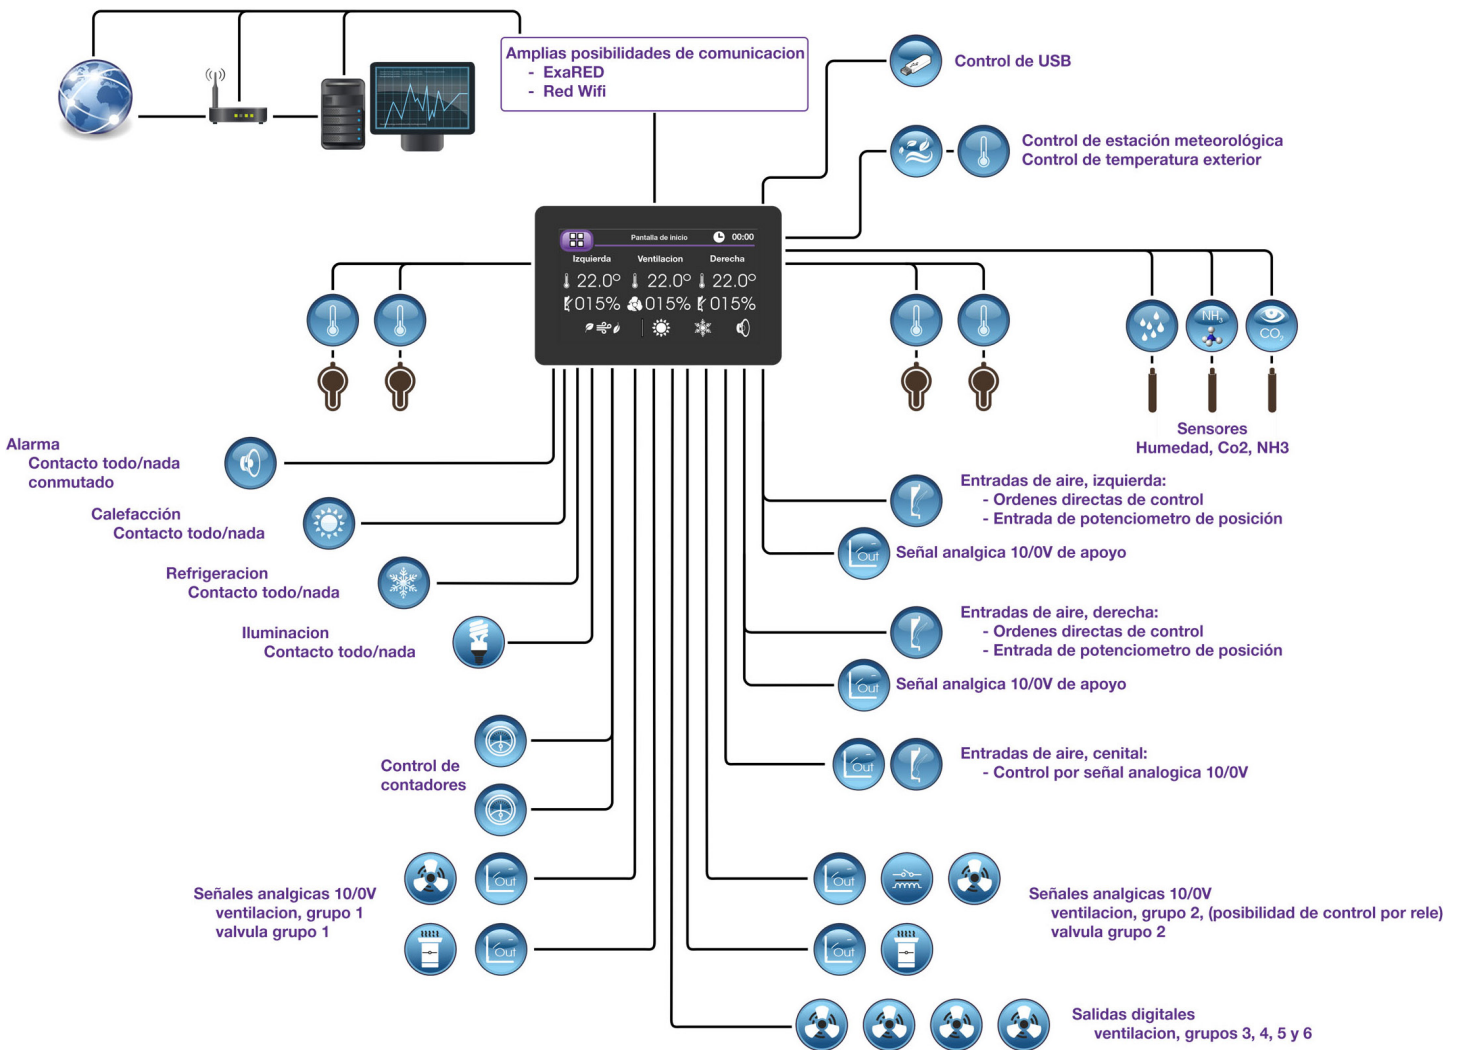 Amplias posibilidades de comunicacion
- ExaRED
- Red Wifi
Control de USB
Control de estación meteorológica
Control de temperatura exterior
Pantalla de inicio 00:00
Izquierda Ventilacion Derecha
22.0º 22.0º 22.0º
015% 015% 015%
NH3
CO2
Sensores
Humedad, Co2, NH3
Alarma
Contacto todo/nada
conmutado
Calefacción
Contacto todo/nada
Refrigeracion
Contacto todo/nada
Iluminacion
Contacto todo/nada
Entradas de aire, izquierda:
- Ordenes directas de control
- Entrada de potenciometro de posición
Out
Señal analgica 10/0V de apoyo
Entradas de aire, derecha:
- Ordenes directas de control
- Entrada de potenciometro de posición
Out
Señal analgica 10/0V de apoyo
Control de
contadores
Out
Entradas de aire, cenital:
- Control por señal analogica 10/0V
Señales analgicas 10/0V
ventilacion, grupo 1
valvula grupo 1
Out
Out
Out
Out
Señales analgicas 10/0V
ventilacion, grupo 2, (posibilidad de control por rele)
valvula grupo 2
Salidas digitales
ventilacion, grupos 3, 4, 5 y 6